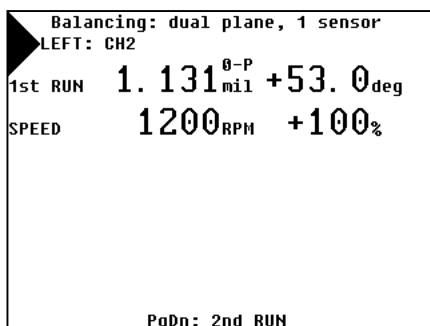 Balancing: dual plane, 1 sensor
LEFT: CH2
1st RUN 1.131 0-P mil +53.0 deg
SPEED 1200 RPM +100%
PgDn: 2nd RUN